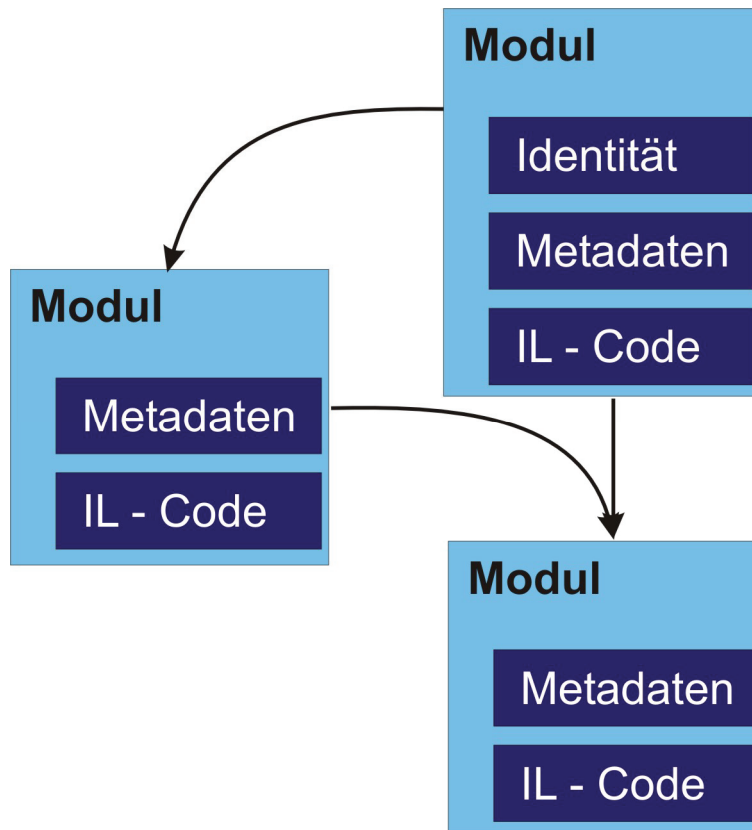 Modul
Identität
Metadaten
IL - Code
Modul
Metadaten
IL - Code
Modul
Metadaten
IL - Code